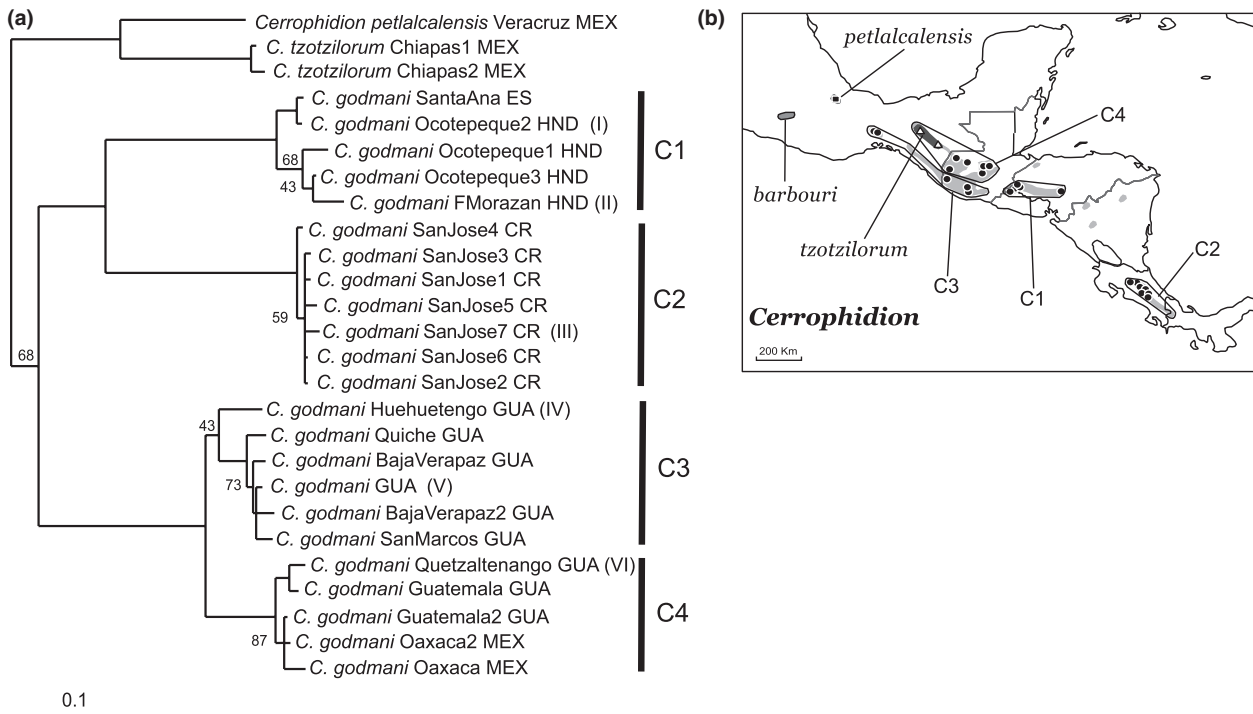 (a)
Cerrophidion petlalcalensis Veracruz MEX
C. tzotzilorum Chiapas1 MEX
C. tzotzilorum Chiapas2 MEX
C. godmani SantaAna ES
C. godmani Ocotepeque2 HND (I)
C. godmani Ocotepeque1 HND
68
C. godmani Ocotepeque3 HND
43
C. godmani FMorazan HND (II)
C1
C. godmani SanJose4 CR
C. godmani SanJose3 CR
C. godmani SanJose1 CR
C. godmani SanJose5 CR
59
C. godmani SanJose7 CR (III)
C. godmani SanJose6 CR
C. godmani SanJose2 CR
C2
68
C. godmani Huehuetengo GUA (IV)
43
C. godmani Quiche GUA
C. godmani BajaVerapaz GUA
73
C. godmani GUA (V)
C. godmani BajaVerapaz2 GUA
C. godmani SanMarcos GUA
C3
C. godmani Quetzaltenango GUA (VI)
C. godmani Guatemala GUA
C. godmani Guatemala2 GUA
87
C. godmani Oaxaca2 MEX
C. godmani Oaxaca MEX
C4
0.1
(b)
petlalcalensis
C4
barbouri
tzotzilorum
C3
C1
C2
Cerrophidion
200 Km